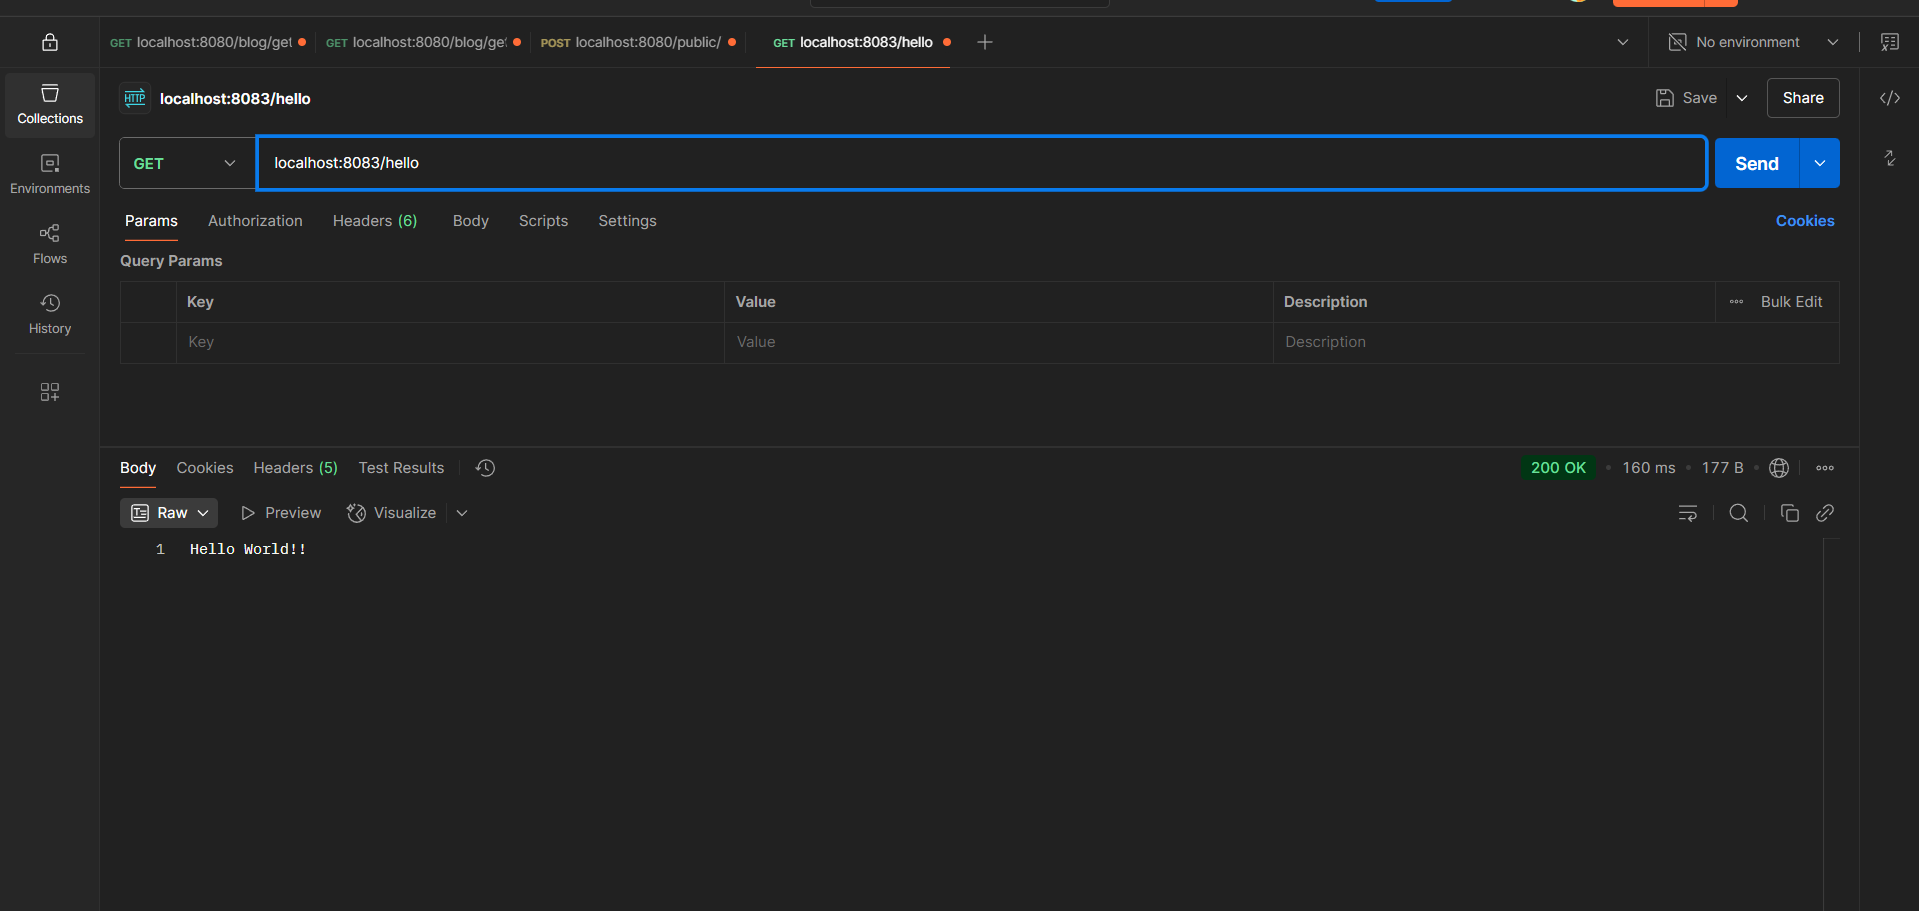 GET localhost:8080/blog/get
GET localhost:8080/blog/get
POST localhost:8080/public/
GET localhost:8083/hello
No environment
Collections
Environments
Flows
History
HTTP localhost:8083/hello
Save
Share
GET
localhost:8083/hello
Send
Params Authorization Headers (6) Body Scripts Settings
Cookies
Query Params
Key Value Description Bulk Edit
Key Value Description
Body Cookies Headers (5) Test Results
200 OK • 160 ms • 177 B •
Raw Preview Visualize
1 Hello World!!